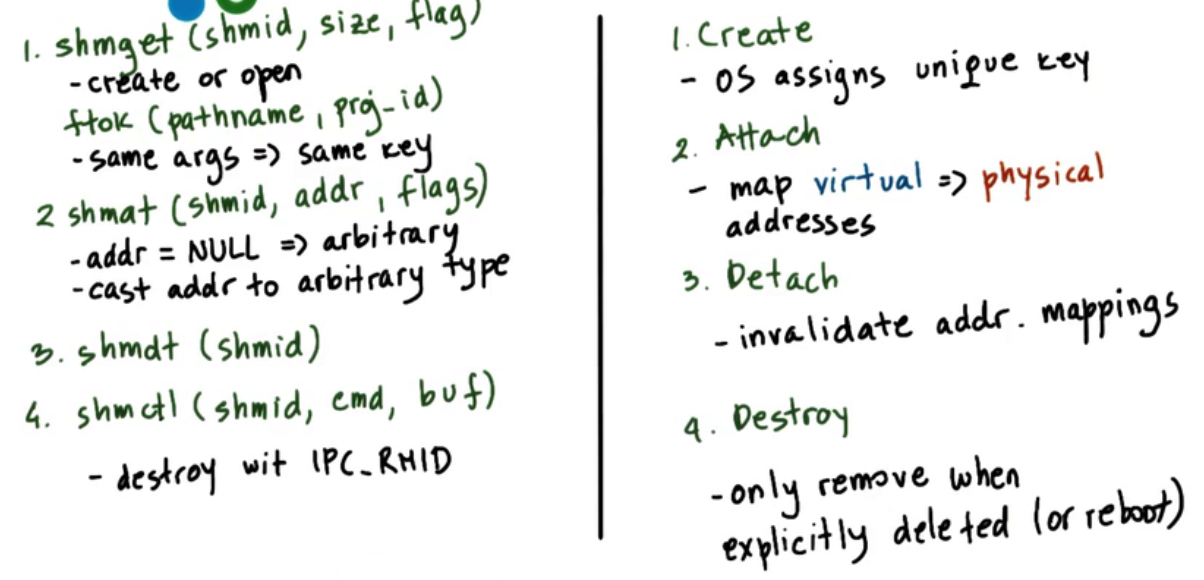 1. shmget (shmid, size, flag)
- create or open
ftok (pathname, proj-id)
- same args => same key
2 shmat (shmid, addr, flags)
- addr = NULL => arbitrary
- cast addr to arbitrary type
3. shmdt (shmid)
4. shmctl (shmid, cmd, buf)
- destroy wit IPC_RMID
1. Create
- OS assigns unique key
2. Attach
- map virtual => physical
addresses
3. Detach
- invalidate addr. mappings
4. Destroy
- only remove when
explicitly deleted (or reboot)